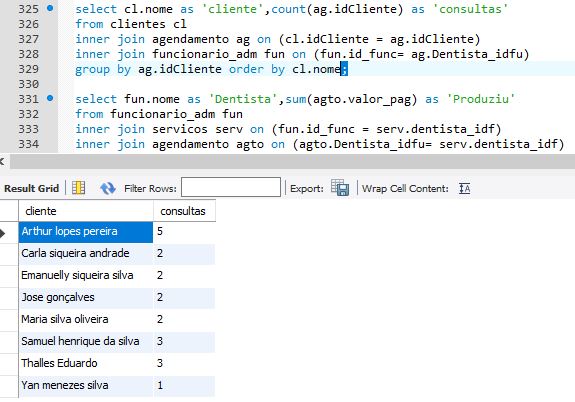 325 select cl.nome as 'cliente',count(ag.idCliente) as 'consultas'
326 from clientes cl
327 inner join agendamento ag on (cl.idCliente = ag.idCliente)
328 inner join funcionario_adm fun on (fun.id_func= ag.Dentista_idfu)
329 group by ag.idCliente order by cl.nome;
330
331 select fun.nome as 'Dentista',sum(agto.valor_pag) as 'Produziu'
332 from funcionario_adm fun
333 inner join servicos serv on (fun.id_func = serv.dentista_idf)
334 inner join agendamento agto on (agto.Dentista_idfu= serv.dentista_idf)
Result Grid Filter Rows: Export: Wrap Cell Content: IA
cliente consultas
Arthur lopes pereira 5
Carla siqueira andrade 2
Emanuelly siqueira silva 2
Jose gonçalves 2
Maria silva oliveira 2
Samuel henrique da silva 3
Thalles Eduardo 3
Yan menezes silva 1